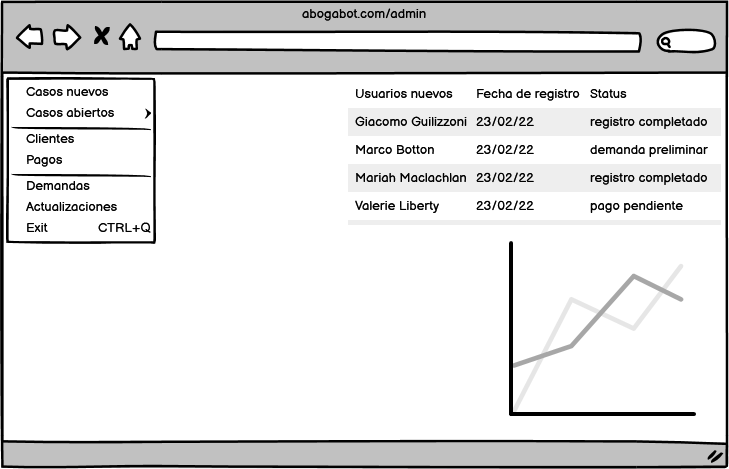 abogabot.com/admin
Casos nuevos
Casos abiertos
Clientes
Pagos
Demandas
Actualizaciones
Exit CTRL+Q
Usuarios nuevos Fecha de registro Status
Giacomo Guilizzoni 23/02/22 registro completado
Marco Botton 23/02/22 demanda preliminar
Mariah Maclachlan 23/02/22 registro completado
Valerie Liberty 23/02/22 pago pendiente